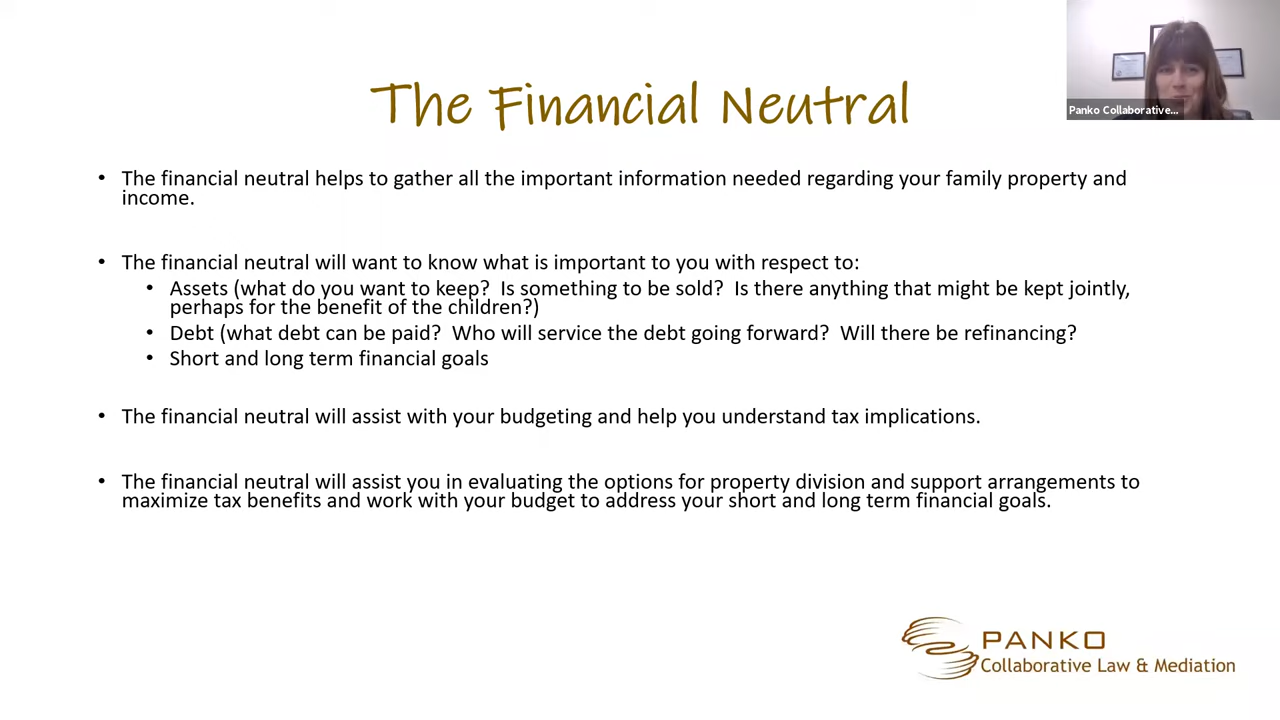 The Financial Neutral
Panko Collaborative...
• The financial neutral helps to gather all the important information needed regarding your family property and
income.
• The financial neutral will want to know what is important to you with respect to:
• Assets (what do you want to keep?  Is something to be sold?  Is there anything that might be kept jointly,
perhaps for the benefit of the children?)
• Debt (what debt can be paid?  Who will service the debt going forward?  Will there be refinancing?
• Short and long term financial goals
• The financial neutral will assist with your budgeting and help you understand tax implications.
• The financial neutral will assist you in evaluating the options for property division and support arrangements to
maximize tax benefits and work with your budget to address your short and long term financial goals.
PANKO
Collaborative Law & Mediation